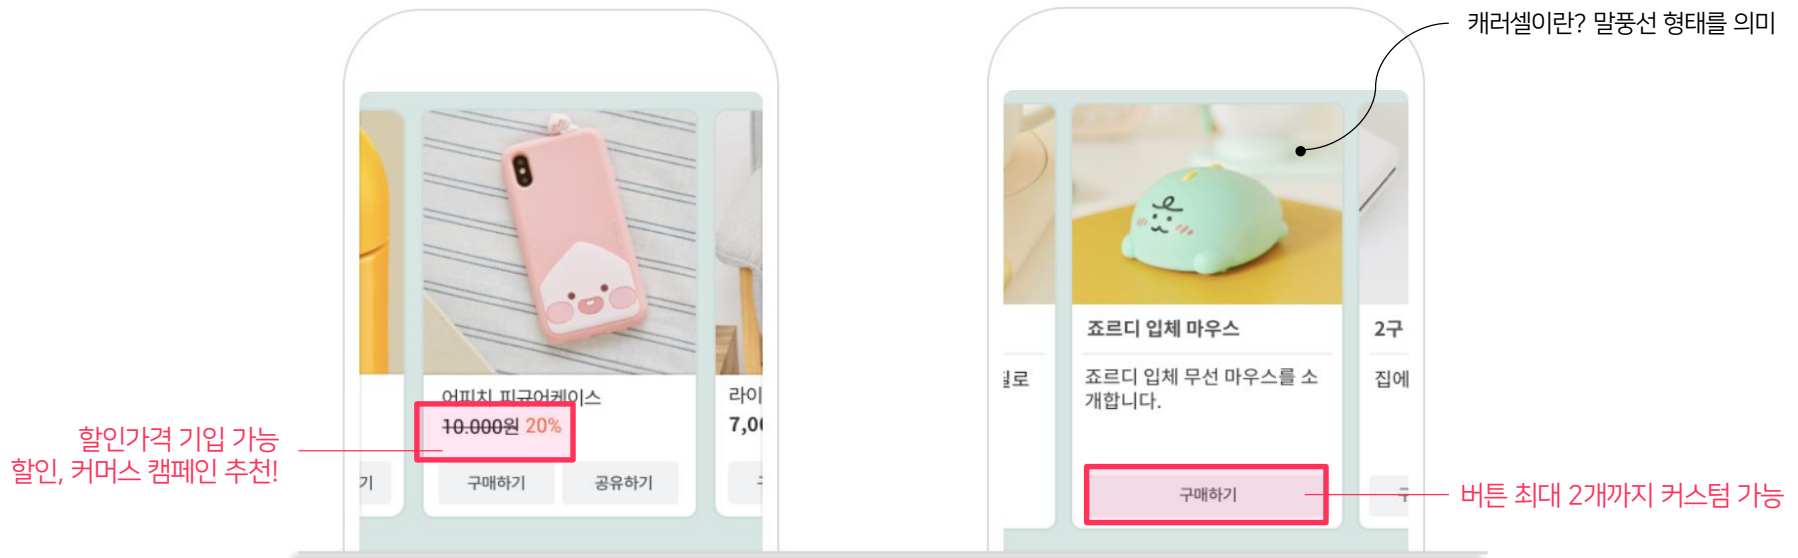 캐러셀이란? 말풍선 형태를 의미
어피치 피규어케이스
10.000원 20%
구매하기
공유하기
라이
7,0
기
할인가격 기입 가능
할인, 커머스 캠페인 추천!
죠르디 입체 마우스
죠르디 입체 무선 마우스를 소
개합니다.
구매하기
2구
집에
로
버튼 최대 2개까지 커스텀 가능